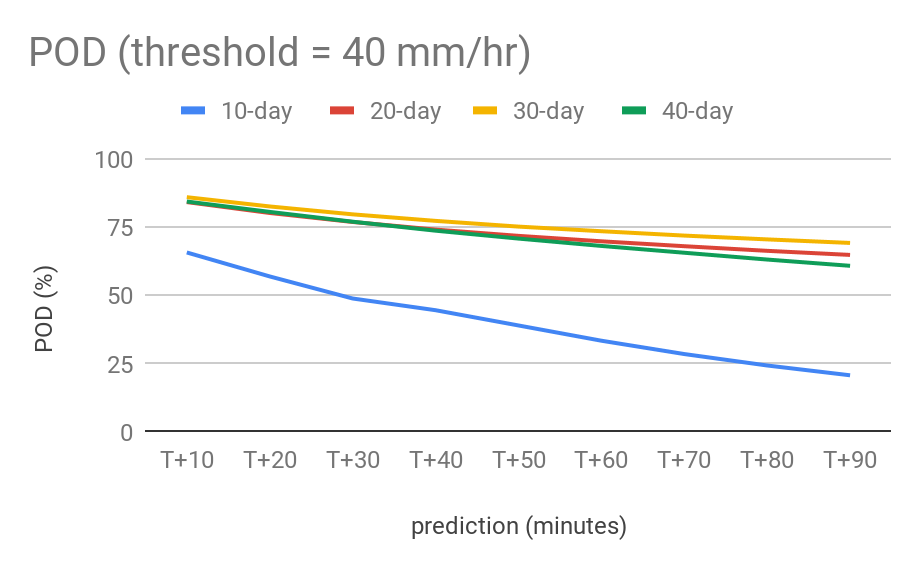 POD (threshold = 40 mm/hr)
10-day 20-day 30-day 40-day
100
75
50
25
0
POD (%)
T+10 T+20 T+30 T+40 T+50 T+60 T+70 T+80 T+90
prediction (minutes)